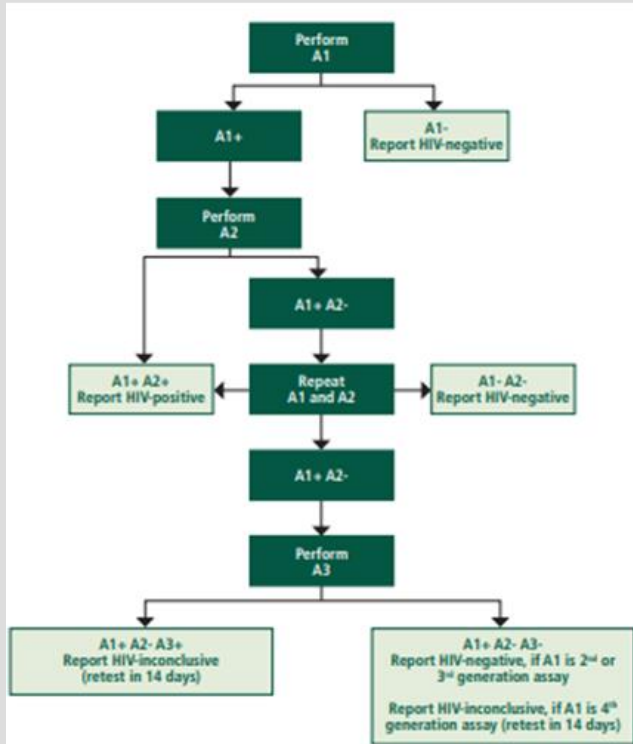 Perform
A1
A1+
A1-
Report HIV-negative
Perform
A2
A1+ A2-
A1+ A2+
Report HIV-positive
Repeat
A1 and A2
A1- A2-
Report HIV-negative
A1+ A2-
Perform
A3
A1+ A2- A3+
Report HIV-inconclusive
(retest in 14 days)
A1+ A2- A3-
Report HIV-negative, if A1 is 2nd or
3rd generation assay
Report HIV-inconclusive, if A1 is 4th
generation assay (retest in 14 days)